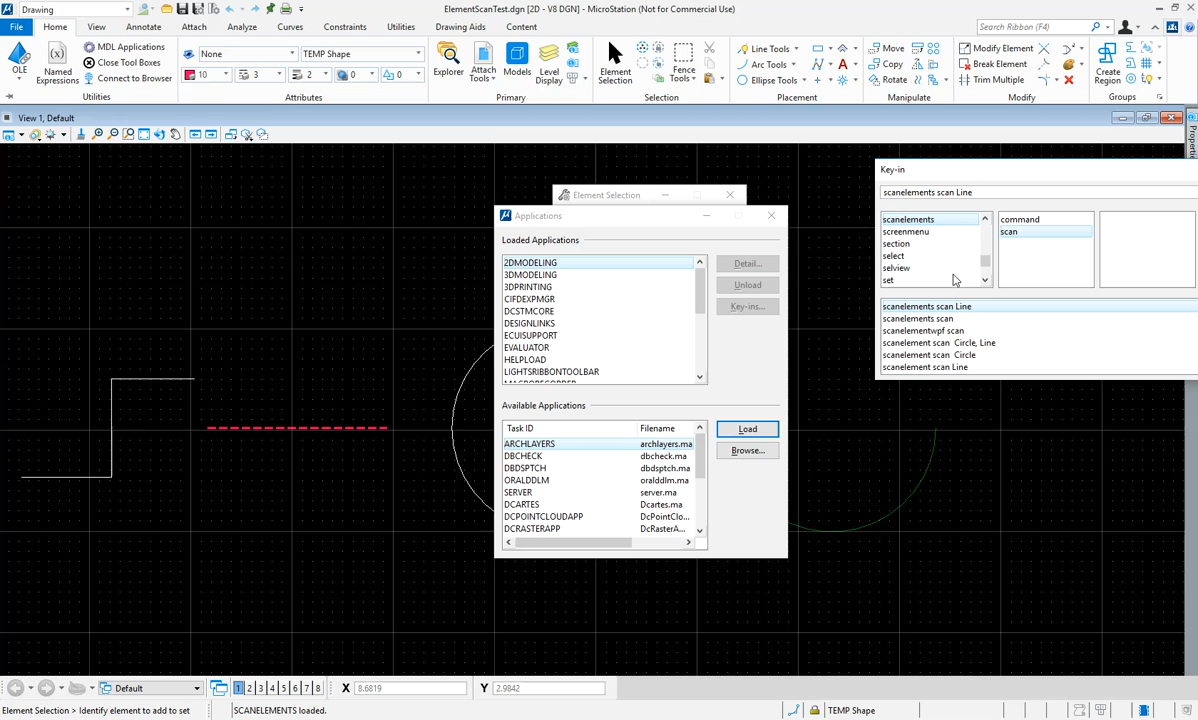 Drawing
ElementScanTest.dgn [2D - V8 DGN] - MicroStation (Not for Commercial Use)
File Home View Annotate Attach Analyze Curves Constraints Utilities Drawing Aids Content
Search Ribbon (F4)
OLE
Named Expressions
MDL Applications
Close Tool Boxes
Connect to Browser
Utilities
None TEMP Shape
10 3 2 0 0
Attributes
Explorer
Attach Tools
Models
Level Display
Primary
Element Selection
Fence Tools
Selection
Line Tools
Arc Tools
Ellipse Tools
Placement
Move
Copy
Rotate
Manipulate
Modify Element
Break Element
Trim Multiple
Modify
Create Region
Groups
View 1, Default
Properti
Key-in
scanelements scan Line
scanelements command
screenmenu scan
section
select
selview
set
scanelements scan Line
scanelements scan
scanelementwpf scan
scanelement scan Circle, Line
scanelement scan Circle
scanelement scan Line
Element Selection
Applications
Loaded Applications
2DMODELING
3DMODELING
3DPRINTING
CIFDEXPMGR
DCSTMCORE
DESIGNLINKS
ECUISUPPORT
EVALUATOR
HELPLOAD
LIGHTSRIBBONTOOLBAR
Detail...
Unload
Key-ins...
Available Applications
Task ID Filename
ARCHLAYERS archlayers.ma
DBCHECK dbcheck.ma
DBDSPTCH dbdsptch.ma
ORALDDLM oralddlm.ma
SERVER server.ma
DCARTES Dcartes.ma
DCPOINTCLOUDAPP DcPointClo...
DCRASTERAPP DcRasterA...
Load
Browse...
Default
1 2 3 4 5 6 7 8
X 8.6819
Y 2.9842
Element Selection > Identify element to add to set
SCANELEMENTS loaded.
TEMP Shape